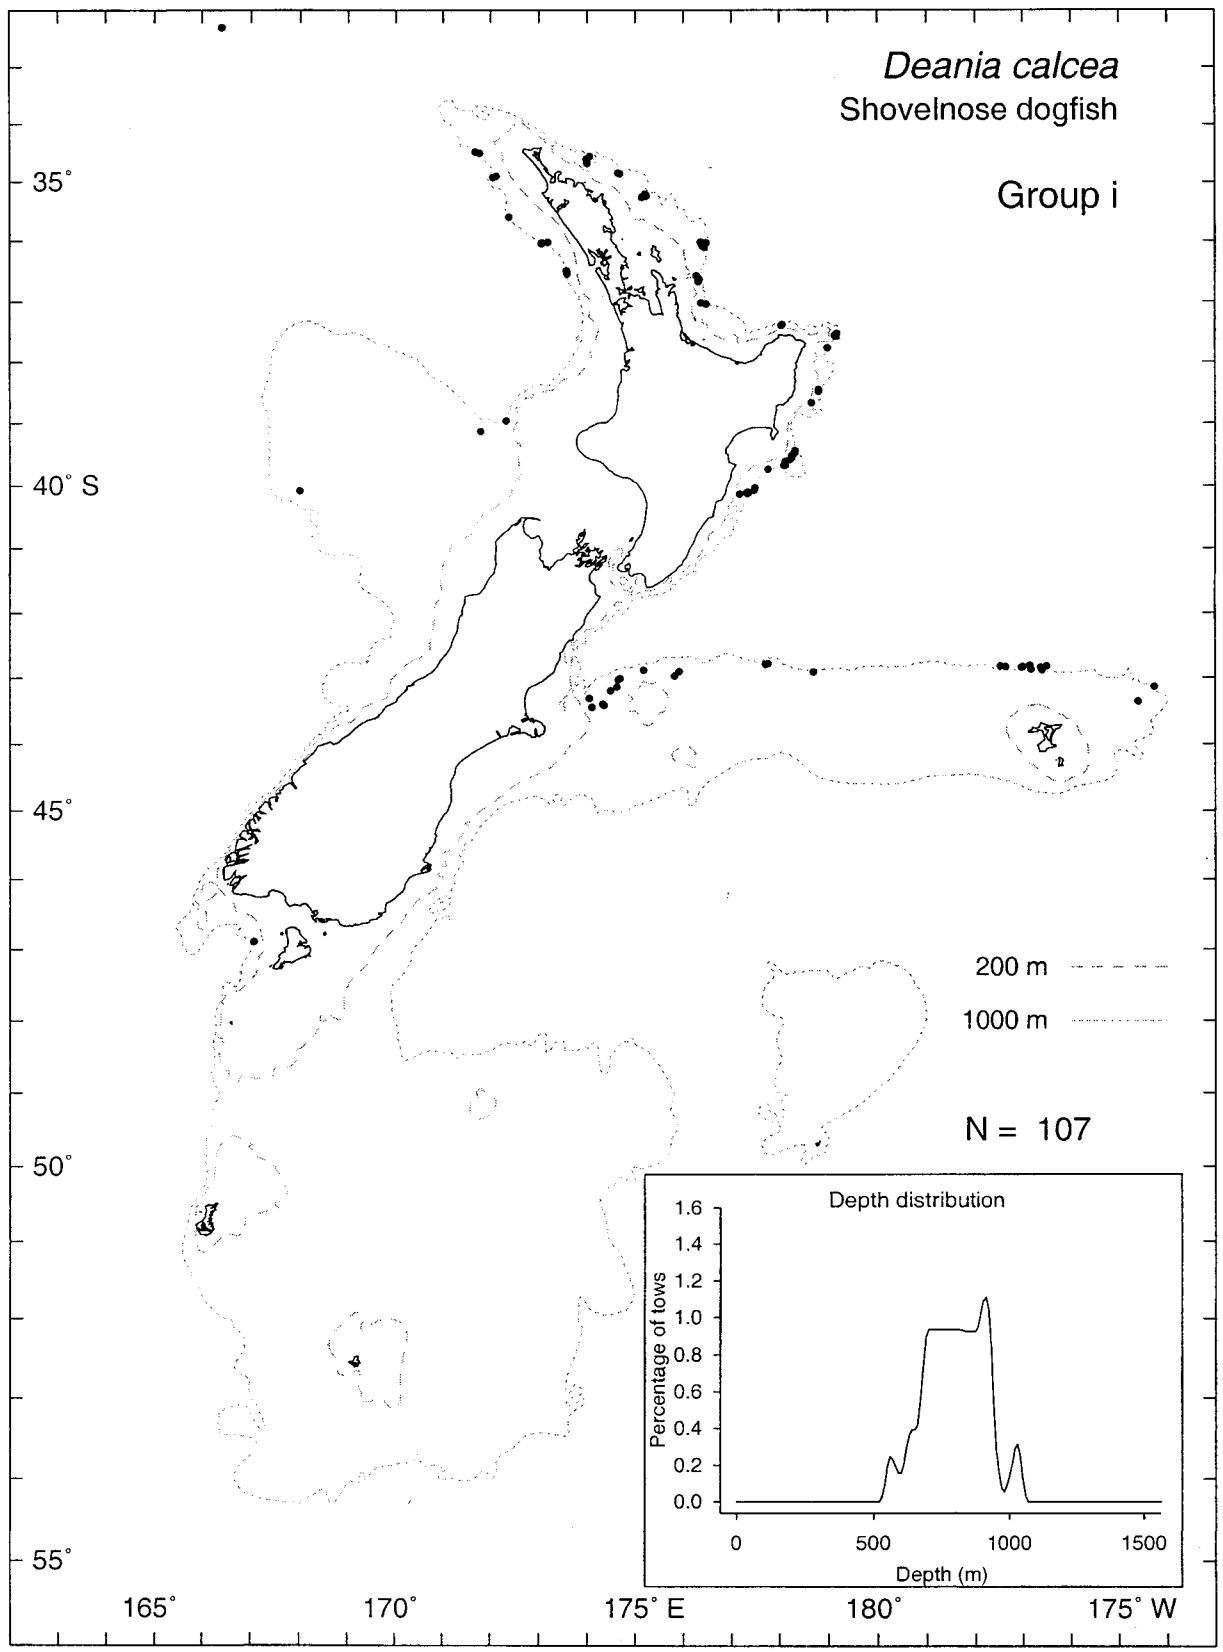 Deania calcea
Shovelnose dogfish
Group i
35°
40° S
45°
200 m
1000 m
N = 107
50°
Depth distribution
1.6
1.4
1.2
1.0
0.8
0.6
0.4
0.2
0.0
Percentage of tows
0 500 1000 1500
Depth (m)
55°
165° 170° 175° E 180° 175° W